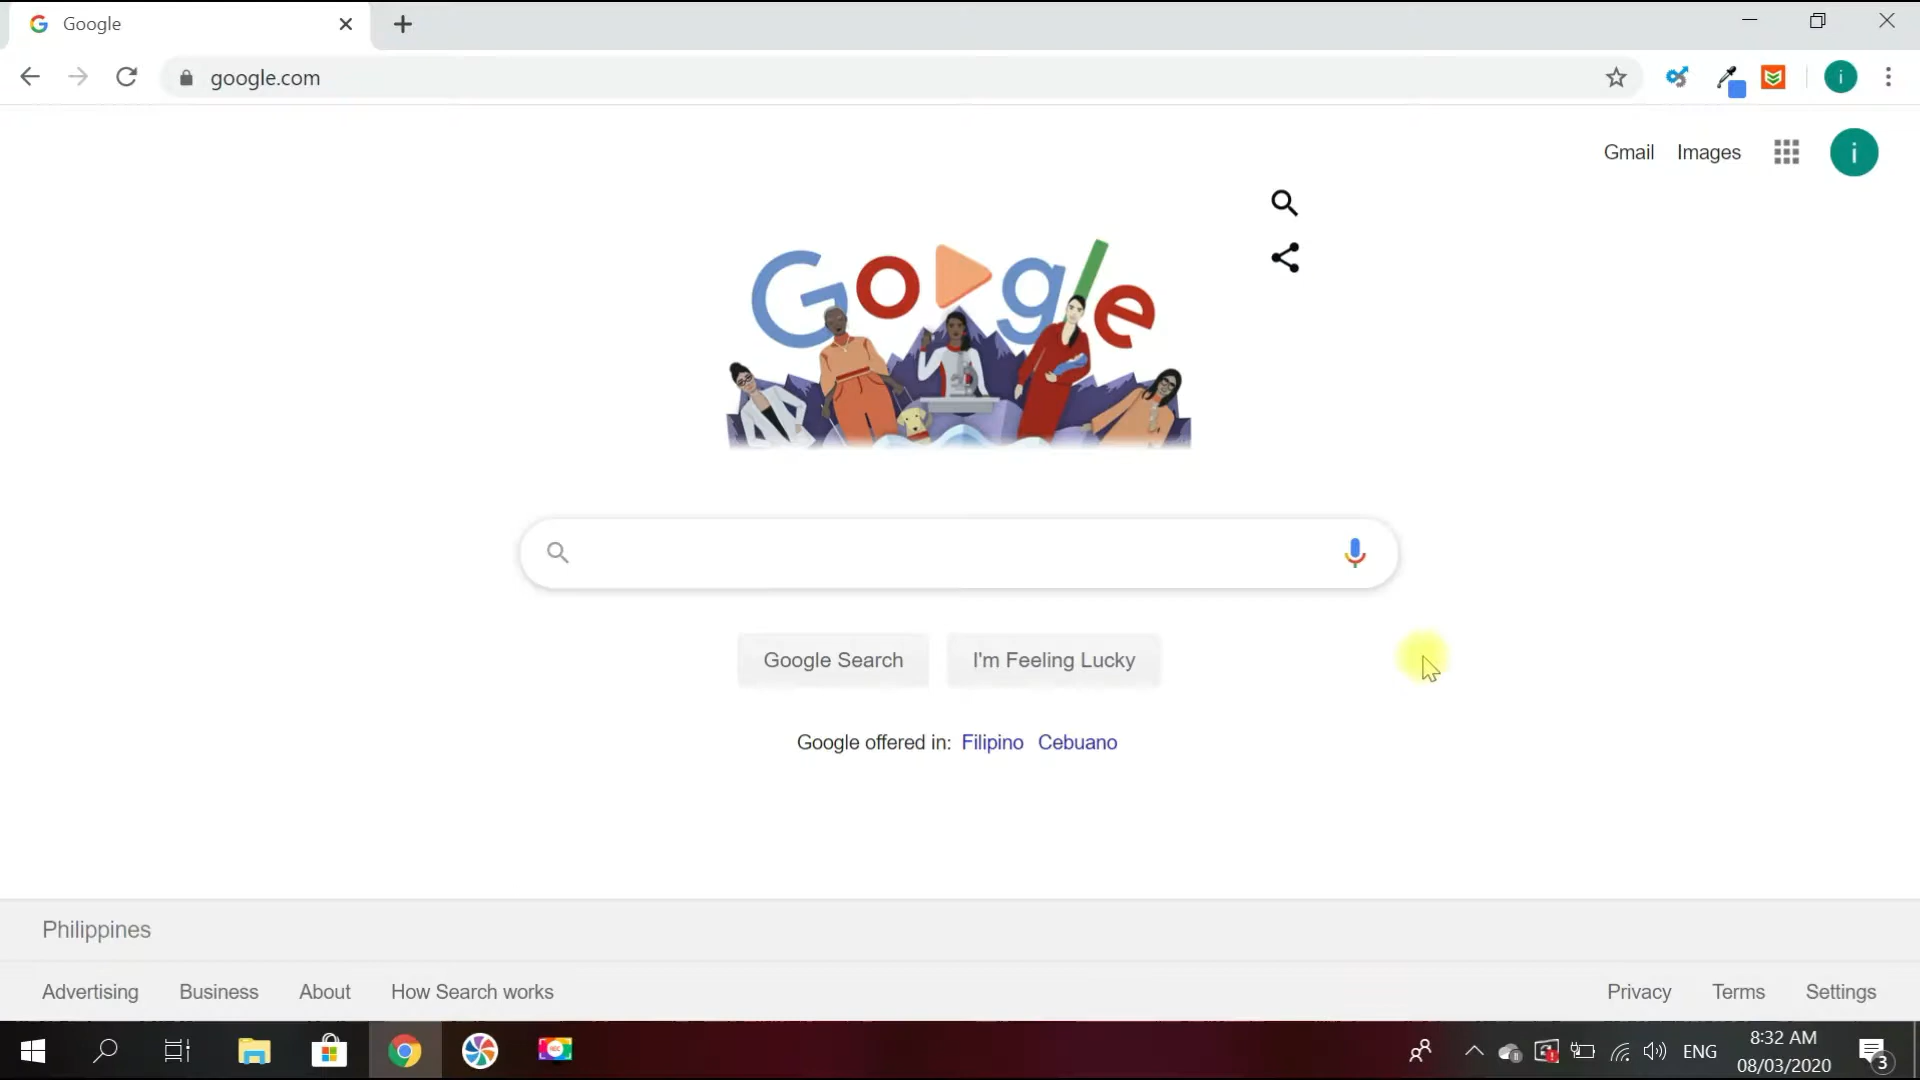 Google
google.com
i
Gmail Images i
Google
Google Search I'm Feeling Lucky
Google offered in: Filipino Cebuano
Philippines
Advertising Business About How Search works Privacy Terms Settings
ENG 8:32 AM
08/03/2020 3